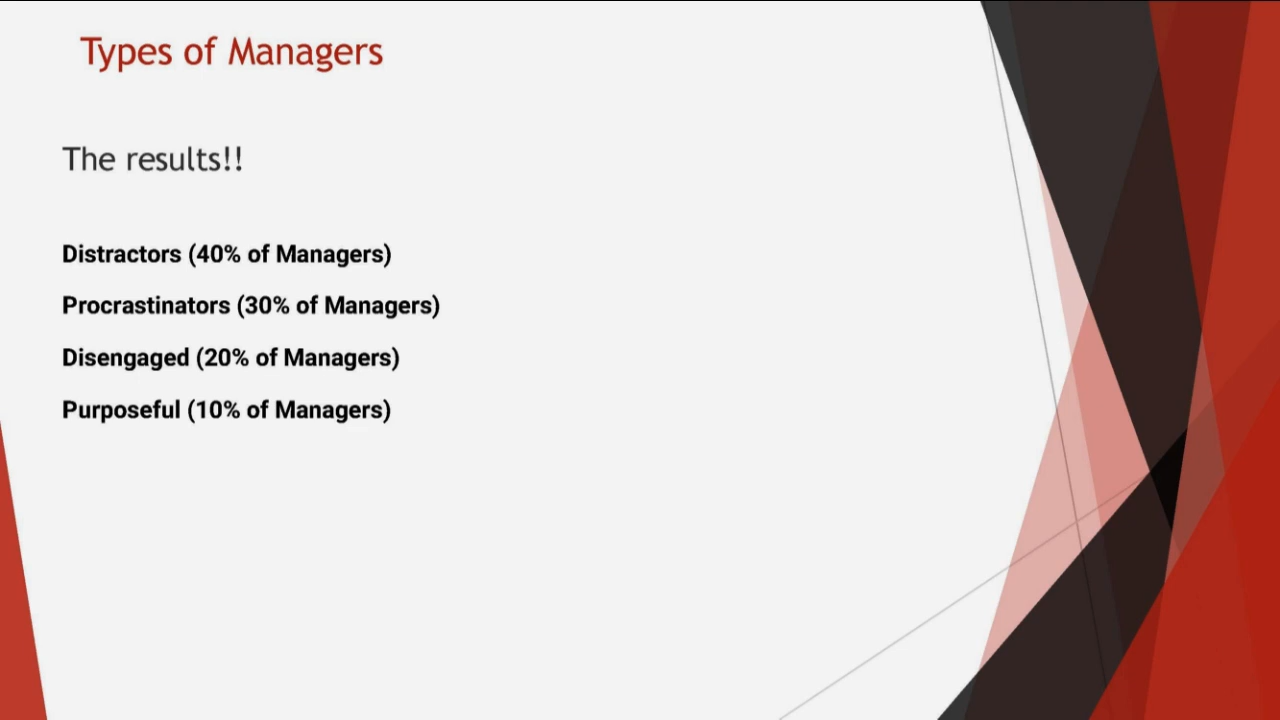 Types of Managers
The results!!
Distractors (40% of Managers)
Procrastinators (30% of Managers)
Disengaged (20% of Managers)
Purposeful (10% of Managers)